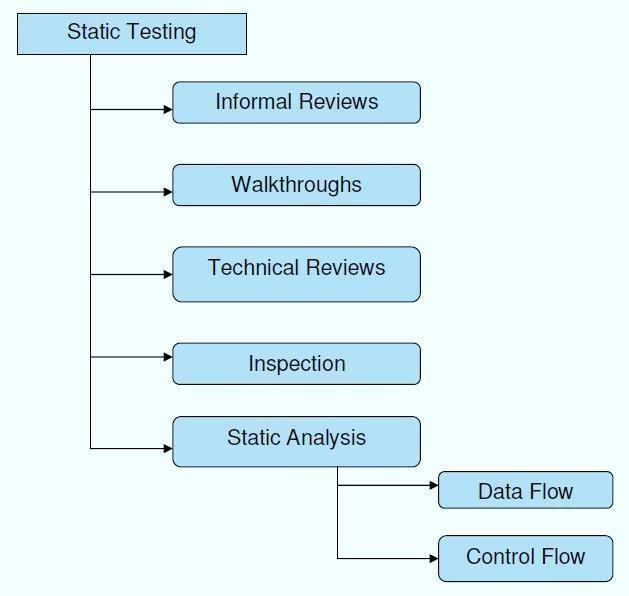 Static Testing
Informal Reviews
Walkthroughs
Technical Reviews
Inspection
Static Analysis
Data Flow
Control Flow